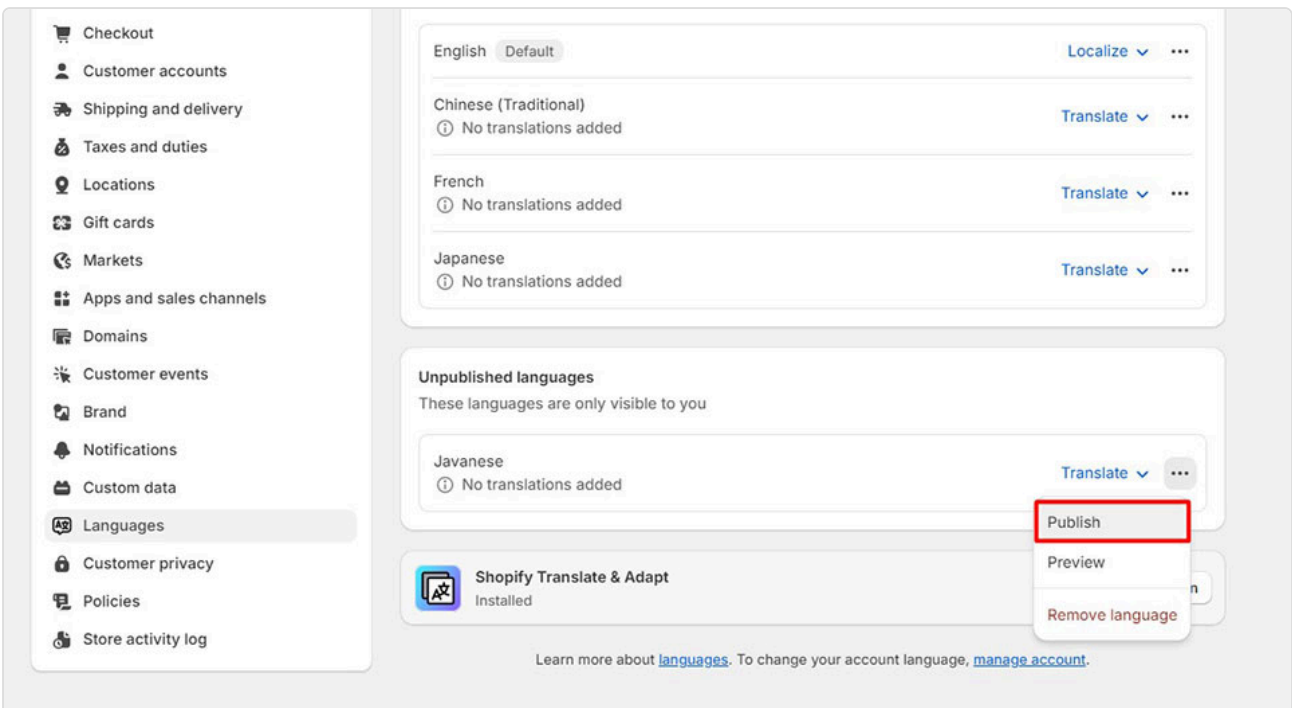 Checkout
Customer accounts
Shipping and delivery
Taxes and duties
Locations
Gift cards
Markets
Apps and sales channels
Domains
Customer events
Brand
Notifications
Custom data
Languages
Customer privacy
Policies
Store activity log
English Default Localize
Chinese (Traditional)
No translations added
Translate
French
No translations added
Translate
Japanese
No translations added
Translate
Unpublished languages
These languages are only visible to you
Javanese
No translations added
Translate
Publish
Preview
Remove language
Shopify Translate & Adapt
Installed
Learn more about languages. To change your account language, manage account.